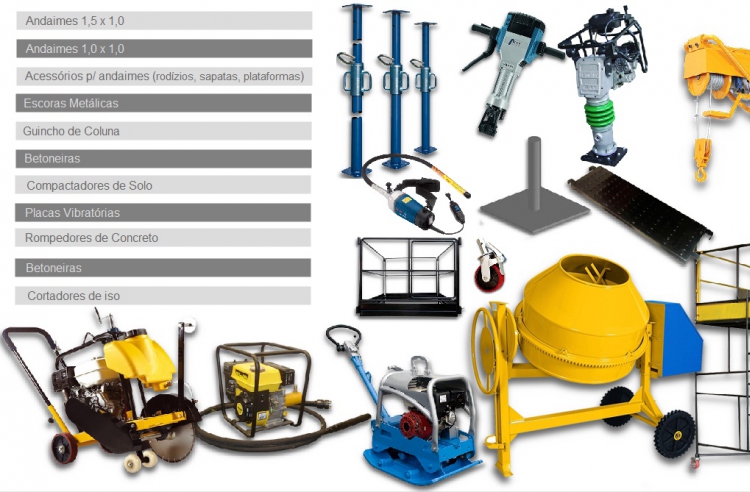 Andaimes 1,5 x 1,0
Andaimes 1,0 x 1,0
Acessórios p/ andaimes (rodízios, sapatas, plataformas)
Escoras Metálicas
Guincho de Coluna
Betoneiras
Compactadores de Solo
Placas Vibratórias
Rompedores de Concreto
Betoneiras
Cortadores de iso